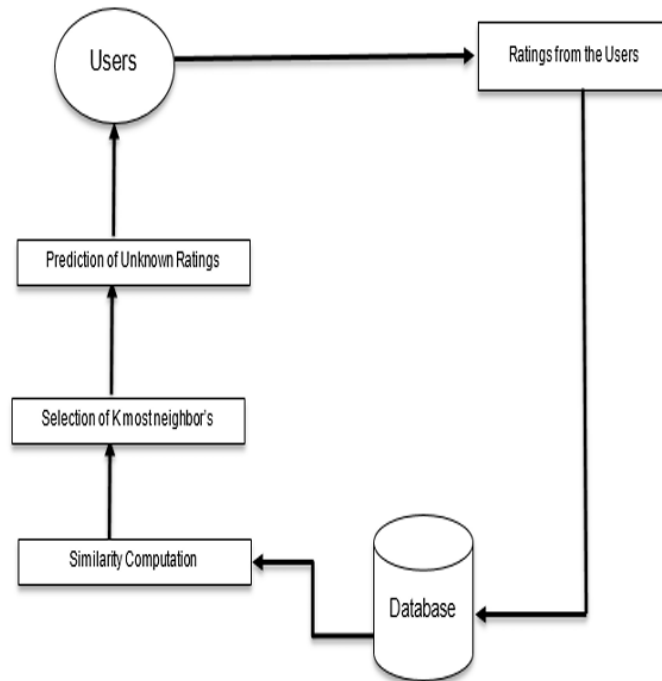 Users
Ratings from the Users
Prediction of Unknown Ratings
Selection of K most neighbor's
Similarity Computation
Database